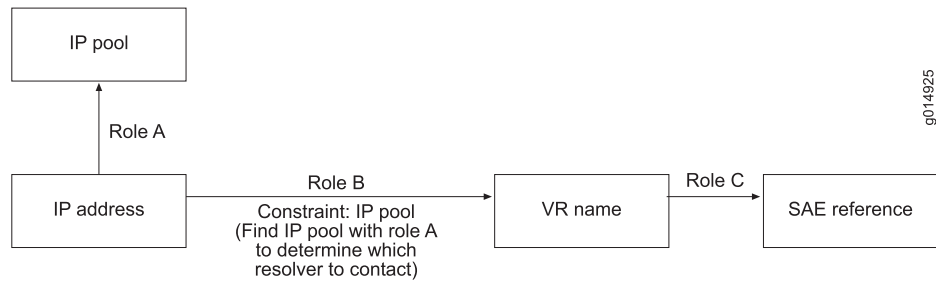 IP pool
g014925
Role A
IP address
Role B
Constraint: IP pool
(Find IP pool with role A
to determine which
resolver to contact)
VR name
Role C
SAE reference